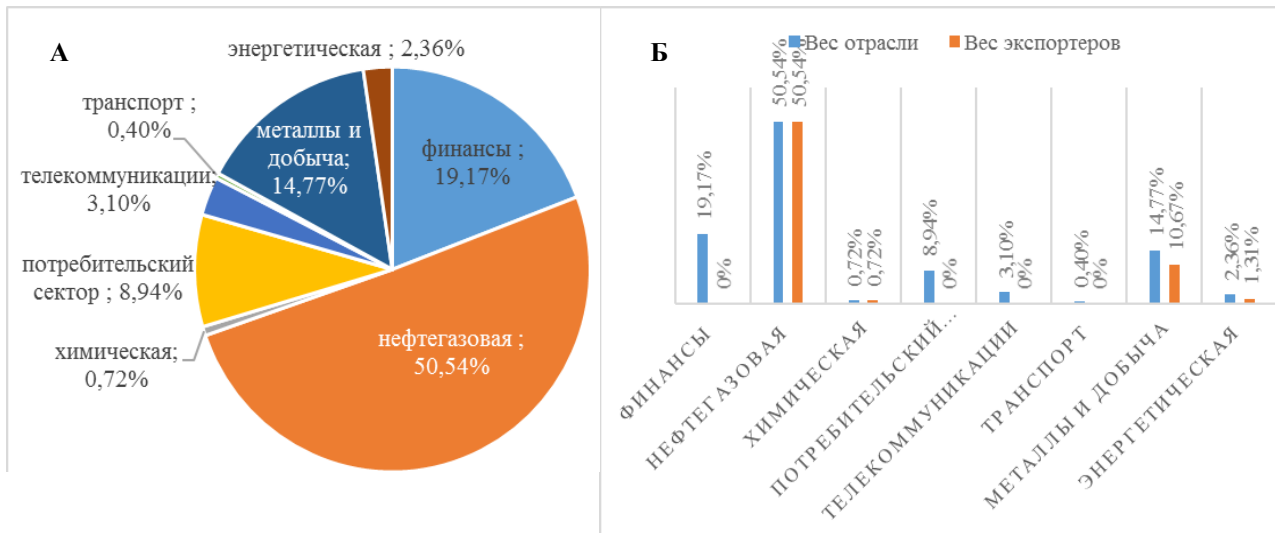 А
энергетическая ; 2,36%
транспорт ;
0,40%
металлы и
добыча;
14,77%
финансы ;
19,17%
телекоммуникации;
3,10%
потребительский
сектор ; 8,94%
нефтегазовая ;
50,54%
химическая;
0,72%
Б
Вес отрасли
Вес экспортеров
19,17%
0%
50,54%
50,54%
0,72%
0,72%
8,94%
0%
3,10%
0%
0,40%
0%
14,77%
10,67%
2,36%
1,31%
ФИНАНСЫ
НЕФТЕГАЗОВАЯ
ХИМИЧЕСКАЯ
ПОТРЕБИТЕЛЬСКИЙ…
ТЕЛЕКОММУНИКАЦИИ
ТРАНСПОРТ
МЕТАЛЛЫ И ДОБЫЧА
ЭНЕРГЕТИЧЕСКАЯ